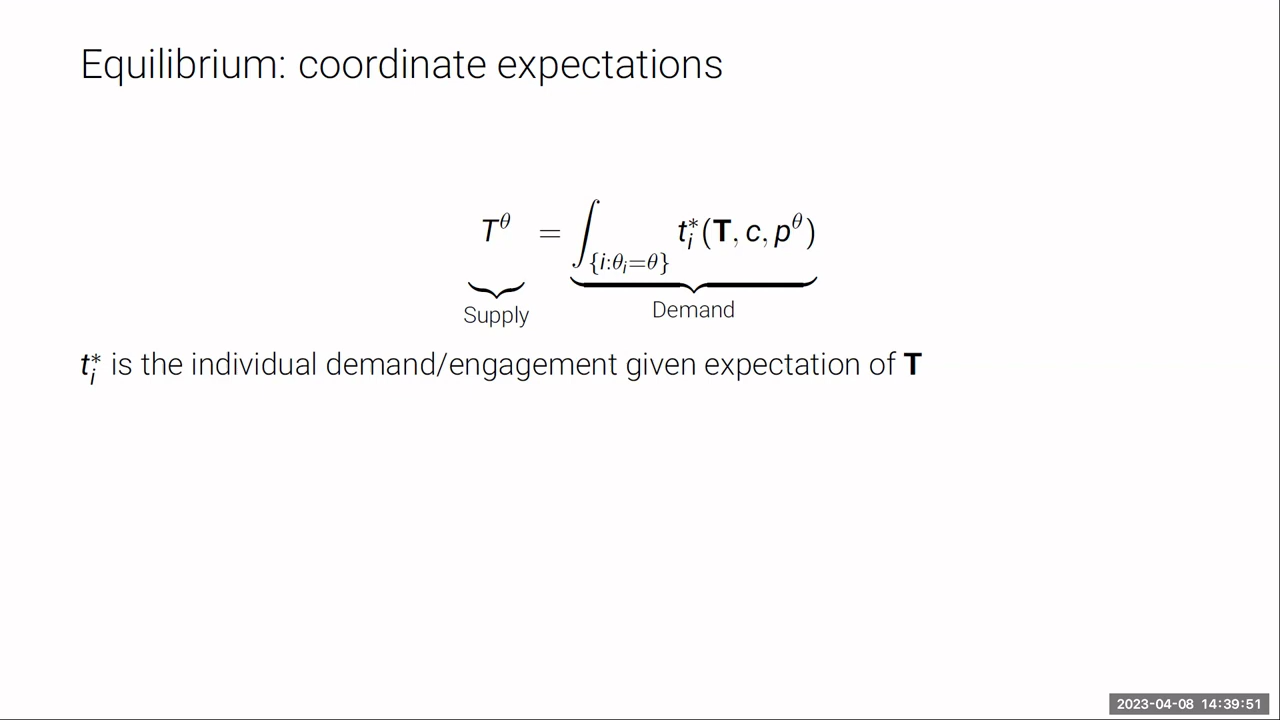 Equilibrium: coordinate expectations
T^θ = ∫_{i:θ_i=θ} t_i^*(T, c, p^θ)
Supply
Demand
t_i^* is the individual demand/engagement given expectation of T
2023-04-08 14:39:51